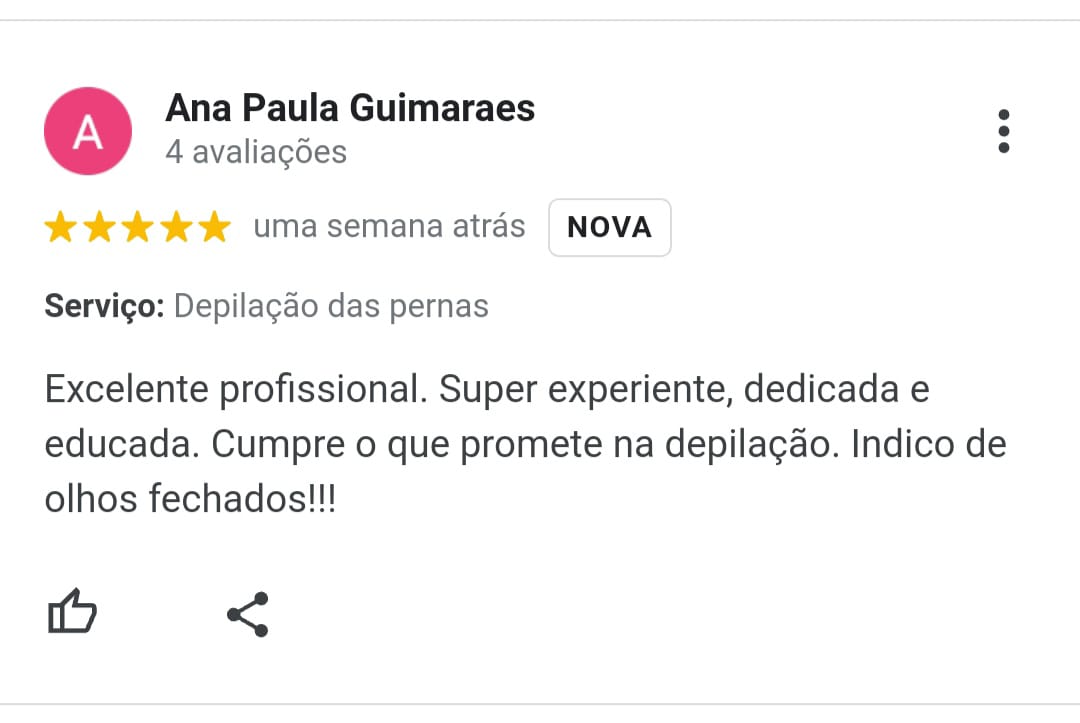 A
Ana Paula Guimaraes
4 avaliações
uma semana atrás NOVA
Serviço: Depilação das pernas
Excelente profissional. Super experiente, dedicada e
educada. Cumpre o que promete na depilação. Indico de
olhos fechados!!!